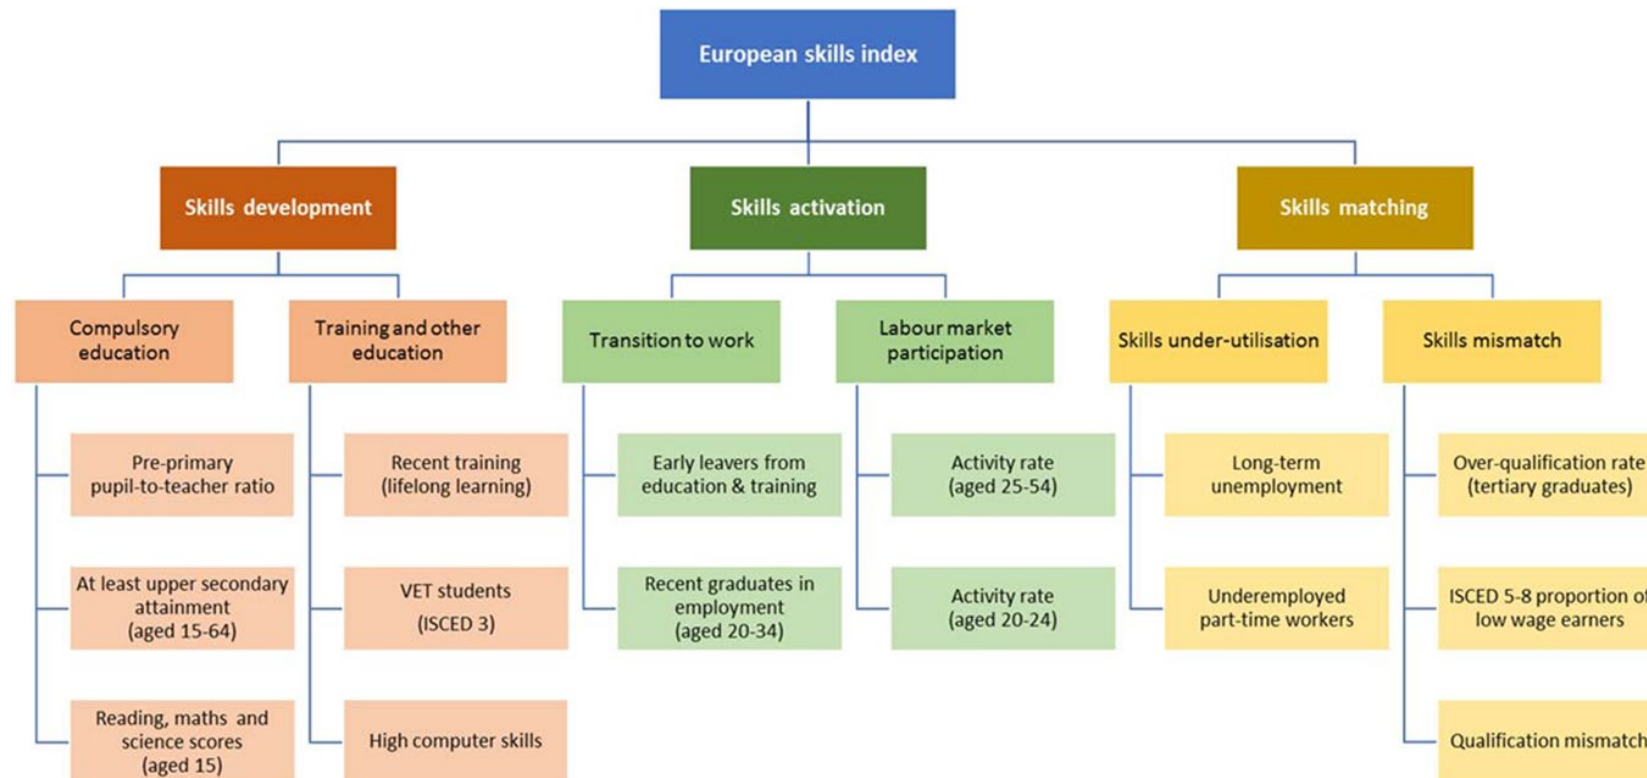 European skills index
Skills development
Skills activation
Skills matching
Compulsory
education
Training and other
education
Transition to work
Labour market
participation
Skills under-utilisation
Skills mismatch
Pre-primary
pupil-to-teacher ratio
Recent training
(lifelong learning)
Early leavers from
education & training
Activity rate
(aged 25-54)
Long-term
unemployment
Over-qualification rate
(tertiary graduates)
At least upper secondary
attainment
(aged 15-64)
VET students
(ISCED 3)
Recent graduates in
employment
(aged 20-34)
Activity rate
(aged 20-24)
Underemployed
part-time workers
ISCED 5-8 proportion of
low wage earners
Reading, maths and
science scores
(aged 15)
High computer skills
Qualification mismatch